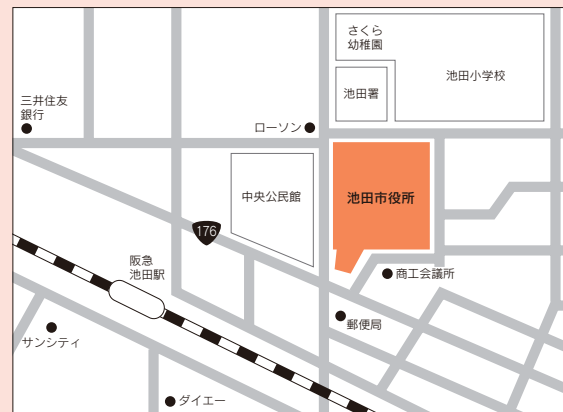 さくら
幼稚園
池田小学校
池田署
三井住友
銀行
ローソン
中央公民館
池田市役所
176
阪急
池田駅
商工会議所
郵便局
サンシティ
ダイエー